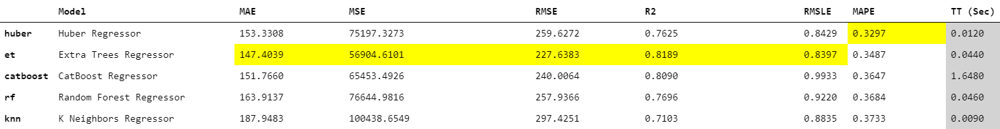 Model MAE MSE RMSE R2 RMSLE MAPE TT (Sec)
huber Huber Regressor 153.3308 75197.3273 259.6272 0.7625 0.8429 0.3297 0.0120
et Extra Trees Regressor 147.4039 56904.6101 227.6383 0.8189 0.8397 0.3487 0.0440
catboost CatBoost Regressor 151.7660 65453.4926 240.0064 0.8090 0.9933 0.3647 1.6480
rf Random Forest Regressor 163.9137 76644.9816 257.9366 0.7696 0.9220 0.3684 0.0460
knn K Neighbors Regressor 187.9483 100438.6549 297.4251 0.7103 0.8835 0.3733 0.0090